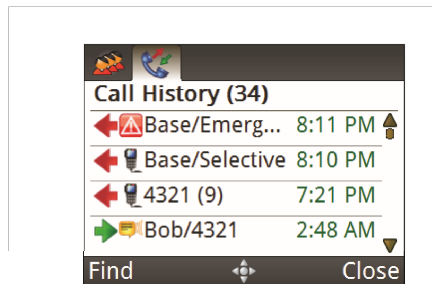 Call History (34)
Base/Emerg... 8:11 PM
Base/Selective 8:10 PM
4321 (9) 7:21 PM
Bob/4321 2:48 AM
Find Close